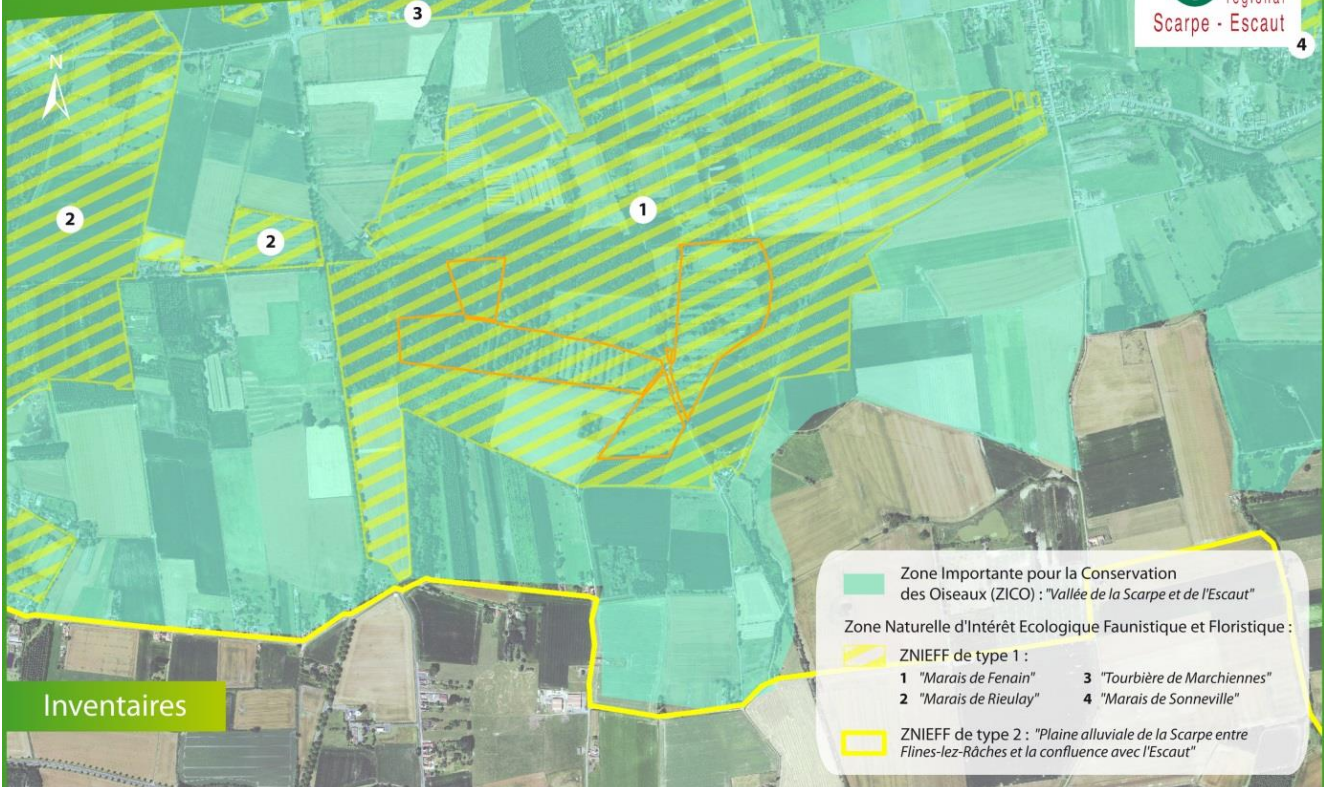 3
régional
Scarpe - Escaut
4
N
1
2
2
Zone Importante pour la Conservation
des Oiseaux (ZICO) : "Vallée de la Scarpe et de l'Escaut"
Zone Naturelle d'Intérêt Ecologique Faunistique et Floristique :
ZNIEFF de type 1 :
1 "Marais de Fenain" 3 "Tourbière de Marchiennes"
2 "Marais de Rieulay" 4 "Marais de Sonneville"
ZNIEFF de type 2 : "Plaine alluviale de la Scarpe entre
Flines-lez-Râches et la confluence avec l'Escaut"
Inventaires